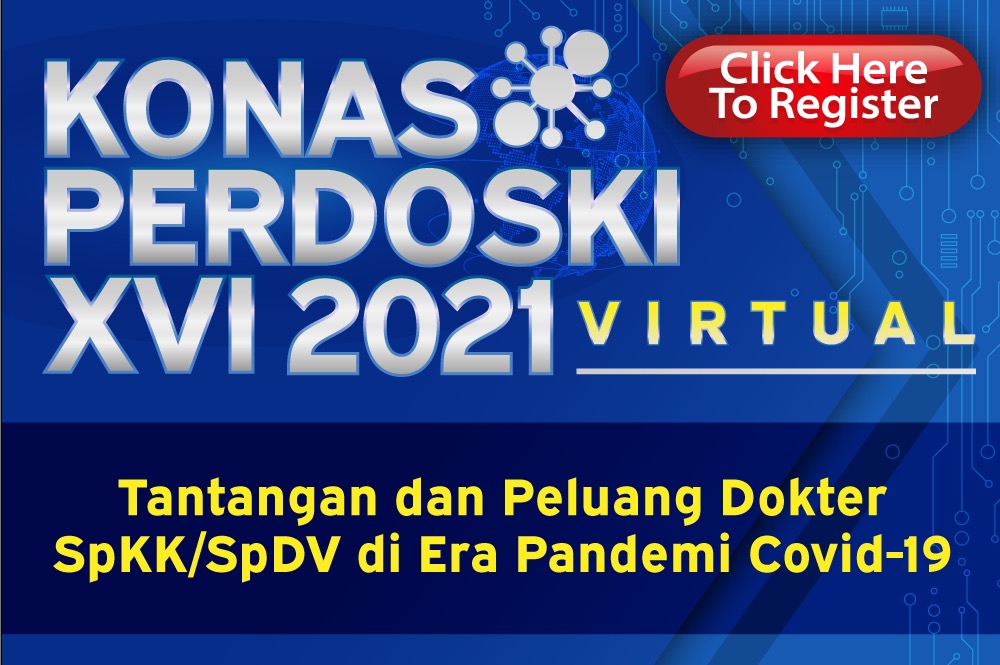 KONAS
PERDOSKI
XVI 2021
VIRTUAL
Click Here
To Register
Tantangan dan Peluang Dokter
SpKK/SpDV di Era Pandemi Covid-19